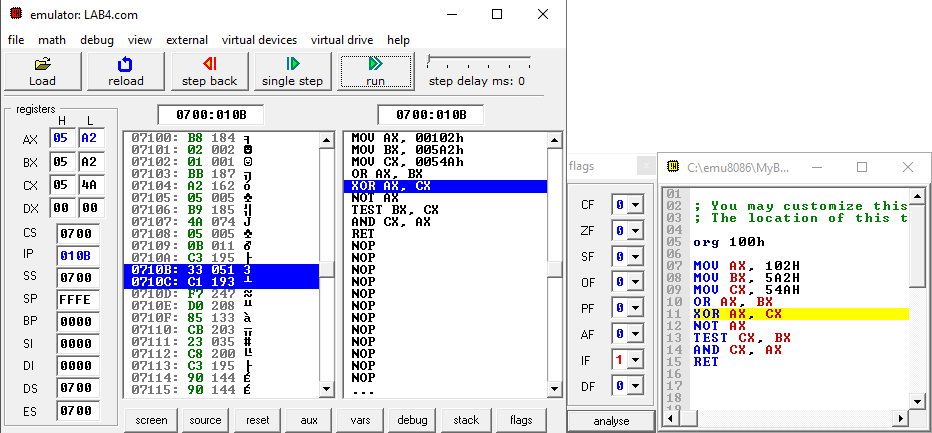 emulator: LAB4.com
file math debug view external virtual devices virtual drive help
Load reload step back single step run step delay ms: 0
registers
H L
AX 05 A2
BX 05 A2
CX 05 4A
DX 00 00
CS 0700
IP 010B
SS 0700
SP FFFE
BP 0000
SI 0000
DI 0000
DS 0700
ES 0700
0700:010B
07100: B8 184 ╕
07101: 02 002 ☻
07102: 01 001 ☺
07103: BB 187 ╗
07104: A2 162 ó
07105: 05 005 ♣
07106: B9 185 ╣
07107: 4A 074 J
07108: 05 005 ♣
07109: 0B 011 ♂
0710A: C3 195 ├
0710B: 33 051 3
0710C: C1 193 ┴
0710D: F7 247 ≈
0710E: D0 208 ╨
0710F: 85 133 à
07110: CB 203 ╦
07111: 23 035 #
07112: C8 200 ╚
07113: C3 195 ├
07114: 90 144 É
07115: 90 144 É
0700:010B
MOV AX, 00102h
MOV BX, 005A2h
MOV CX, 0054Ah
OR AX, BX
XOR AX, CX
NOT AX
TEST BX, CX
AND CX, AX
RET
NOP
NOP
NOP
NOP
NOP
NOP
NOP
NOP
NOP
NOP
NOP
NOP
...
screen source reset aux vars debug stack flags
flags
CF 0
ZF 0
SF 0
OF 0
PF 0
AF 0
IF 1
DF 0
analyse
C:\emu8086\MyB...
01
02 ; You may customize this
03 ; The location of this t
04
05 org 100h
06
07 MOV AX, 102H
08 MOV BX, 5A2H
09 MOV CX, 54AH
10 OR AX, BX
11 XOR AX, CX
12 NOT AX
13 TEST CX, BX
14 AND CX, AX
15 RET
16
17
18